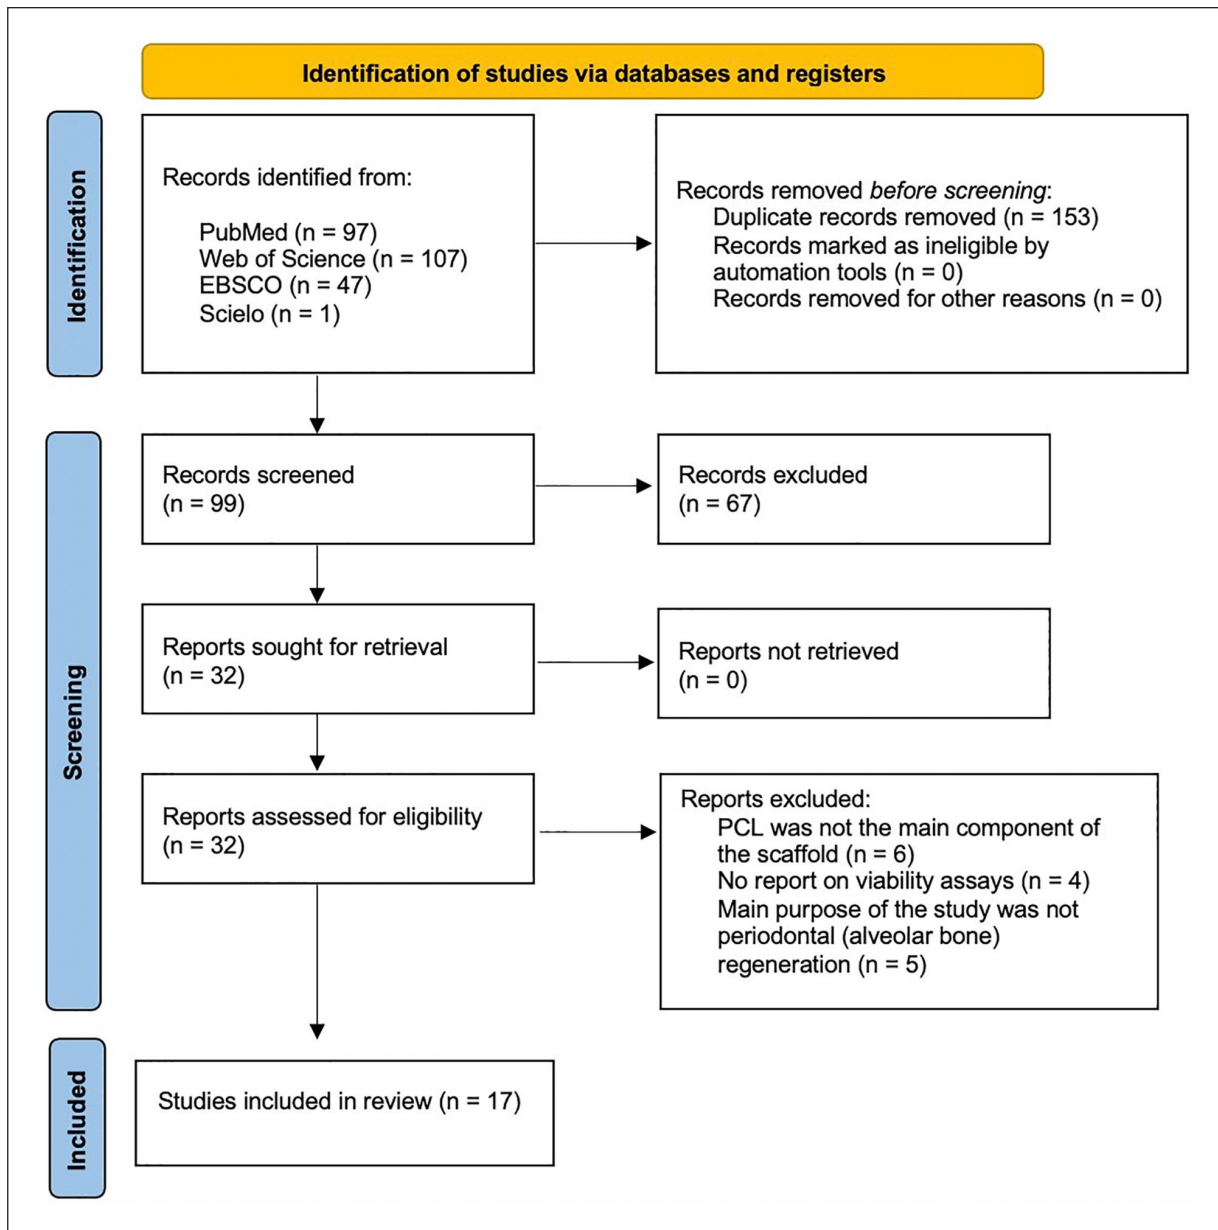 Identification of studies via databases and registers
Identification
Records identified from:
PubMed (n = 97)
Web of Science (n = 107)
EBSCO (n = 47)
Scielo (n = 1)
Records removed before screening:
Duplicate records removed (n = 153)
Records marked as ineligible by
automation tools (n = 0)
Records removed for other reasons (n = 0)
Screening
Records screened
(n = 99)
Records excluded
(n = 67)
Reports sought for retrieval
(n = 32)
Reports not retrieved
(n = 0)
Reports assessed for eligibility
(n = 32)
Reports excluded:
PCL was not the main component of
the scaffold (n = 6)
No report on viability assays (n = 4)
Main purpose of the study was not
periodontal (alveolar bone)
regeneration (n = 5)
Included
Studies included in review (n = 17)